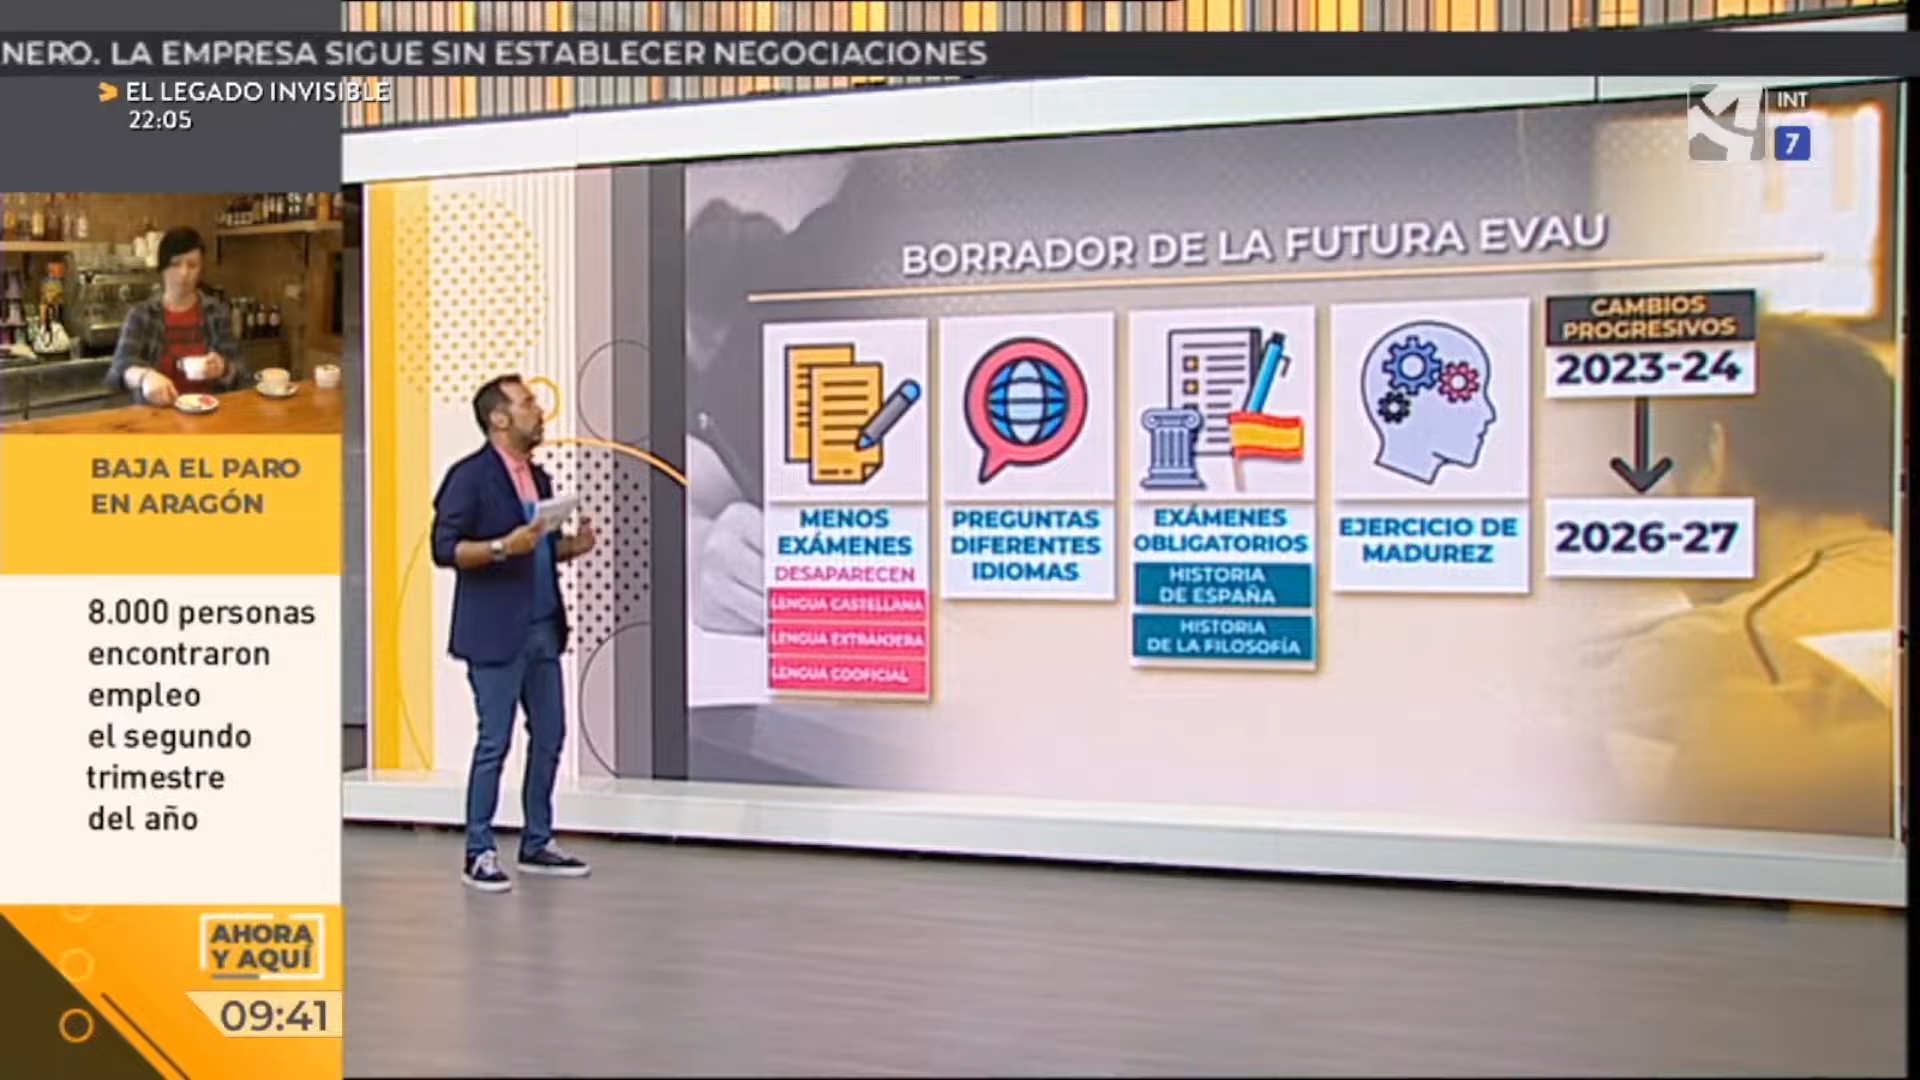 NERO. LA EMPRESA SIGUE SIN ESTABLECER NEGOCIACIONES
EL LEGADO INVISIBLE
22:05
INT
7
BAJA EL PARO
EN ARAGÓN
8.000 personas
encontraron
empleo
el segundo
trimestre
del año
AHORA
Y AQUÍ
09:41
BORRADOR DE LA FUTURA EVAU
MENOS
EXÁMENES
DESAPARECEN
LENGUA CASTELLANA
LENGUA EXTRANJERA
LENGUA COOFICIAL
PREGUNTAS
DIFERENTES
IDIOMAS
EXÁMENES
OBLIGATORIOS
HISTORIA
DE ESPAÑA
HISTORIA
DE LA FILOSOFÍA
EJERCICIO DE
MADUREZ
CAMBIOS
PROGRESIVOS
2023-24
2026-27